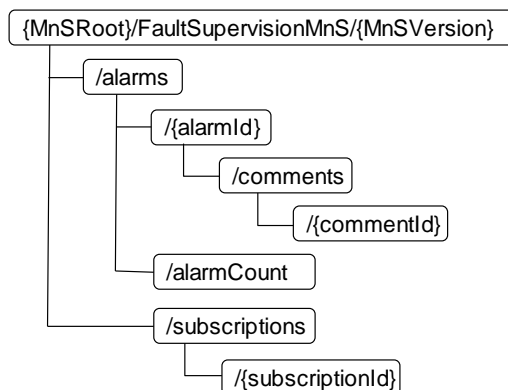 {MnSRoot}/FaultSupervisionMnS/{MnSVersion}
/alarms
/{alarmId}
/comments
/{commentId}
/alarmCount
/subscriptions
/{subscriptionId}